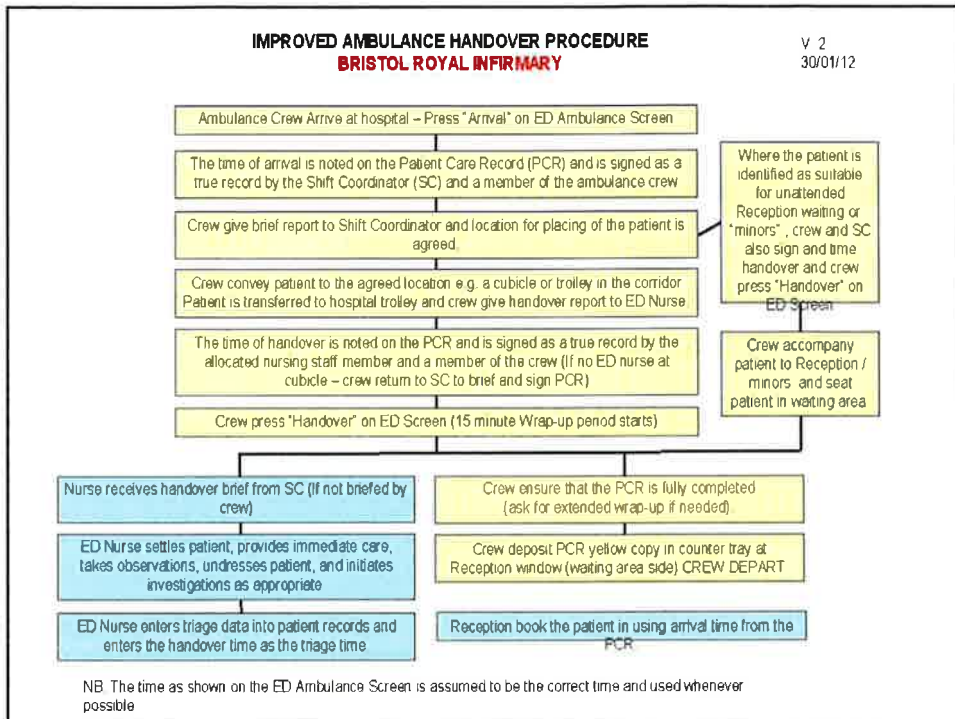 IMPROVED AMBULANCE HANDOVER PROCEDURE
BRISTOL ROYAL INFIRMARY
V 2
30/01/12
Ambulance Crew Arrive at hospital – Press "Arrival" on ED Ambulance Screen
The time of arrival is noted on the Patient Care Record (PCR) and is signed as a
true record by the Shift Coordinator (SC) and a member of the ambulance crew
Crew give brief report to Shift Coordinator and location for placing of the patient is
agreed.
Where the patient is
identified as suitable
for unattended
Reception waiting or
"minors" , crew and SC
also sign and time
handover and crew
press "Handover" on
ED Screen
Crew convey patient to the agreed location e.g. a cubicle or trolley in the corridor
Patient is transferred to hospital trolley and crew give handover report to ED Nurse
The time of handover is noted on the PCR and is signed as a true record by the
allocated nursing staff member and a member of the crew (If no ED nurse at
cubicle – crew return to SC to brief and sign PCR)
Crew accompany
patient to Reception /
minors and seat
patient in waiting area
Crew press "Handover" on ED Screen (15 minute Wrap-up period starts)
Nurse receives handover brief from SC (If not briefed by
crew)
ED Nurse settles patient, provides immediate care,
takes observations, undresses patient, and initiates
investigations as appropriate
ED Nurse enters triage data into patient records and
enters the handover time as the triage time
Crew ensure that the PCR is fully completed
(ask for extended wrap-up if needed)
Crew deposit PCR yellow copy in counter tray at
Reception window (waiting area side) CREW DEPART
Reception book the patient in using arrival time from the
PCR
NB. The time as shown on the ED Ambulance Screen is assumed to be the correct time and used whenever
possible